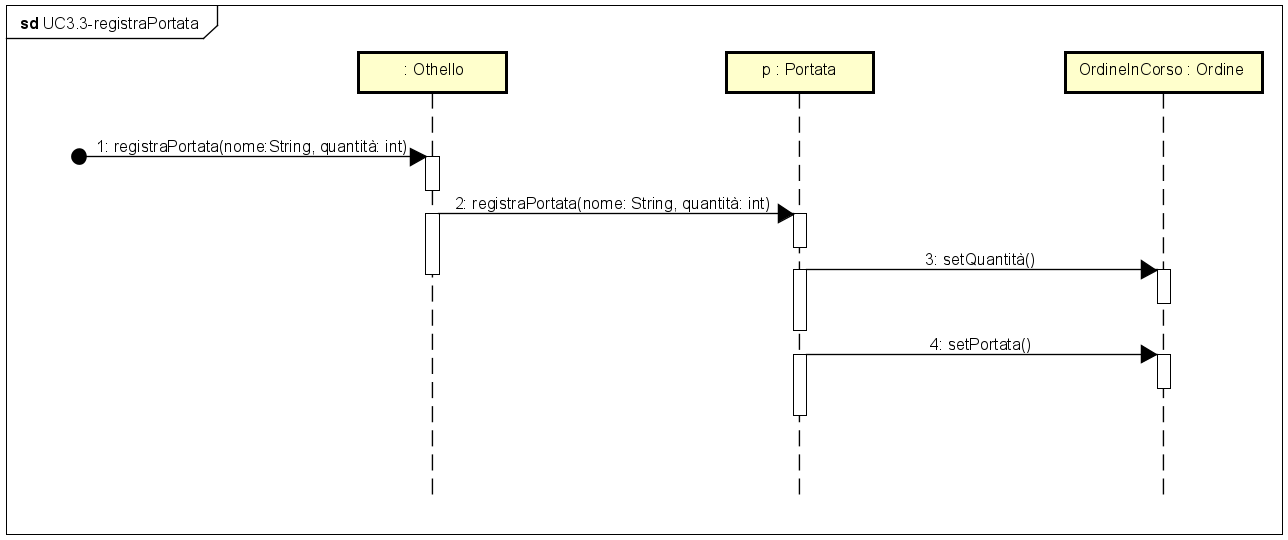 sd UC3.3-registraPortata
: Othello
p : Portata
OrdineInCorso : Ordine
1: registraPortata(nome:String, quantità: int)
2: registraPortata(nome: String, quantità: int)
3: setQuantità()
4: setPortata()